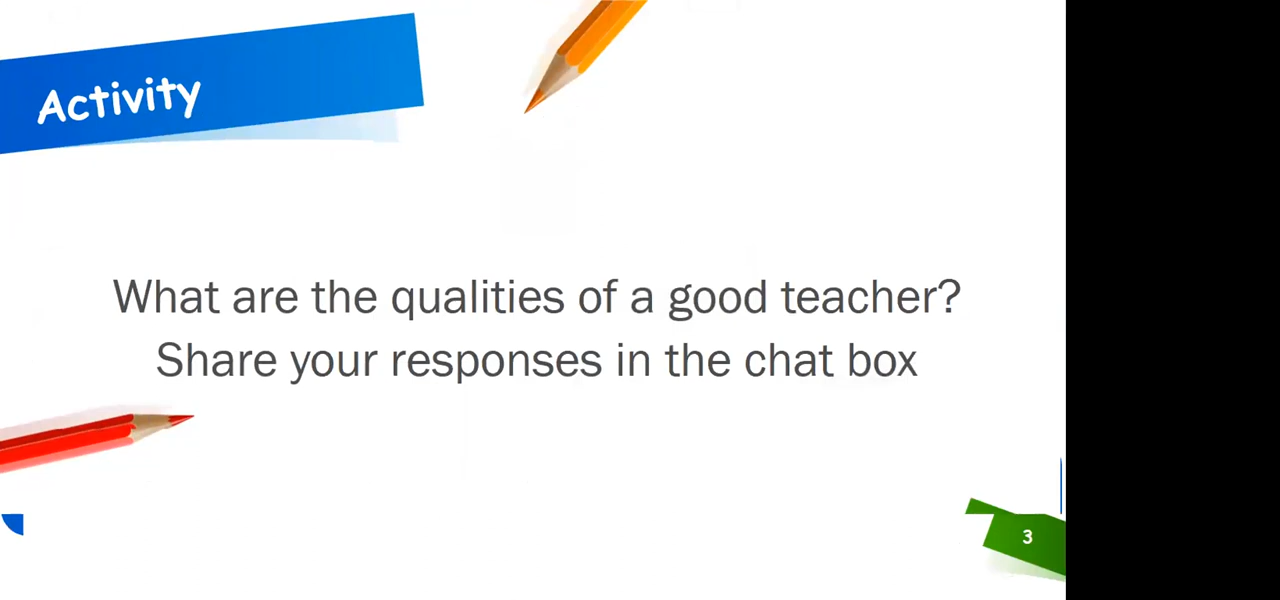 Activity
What are the qualities of a good teacher?
Share your responses in the chat box
3